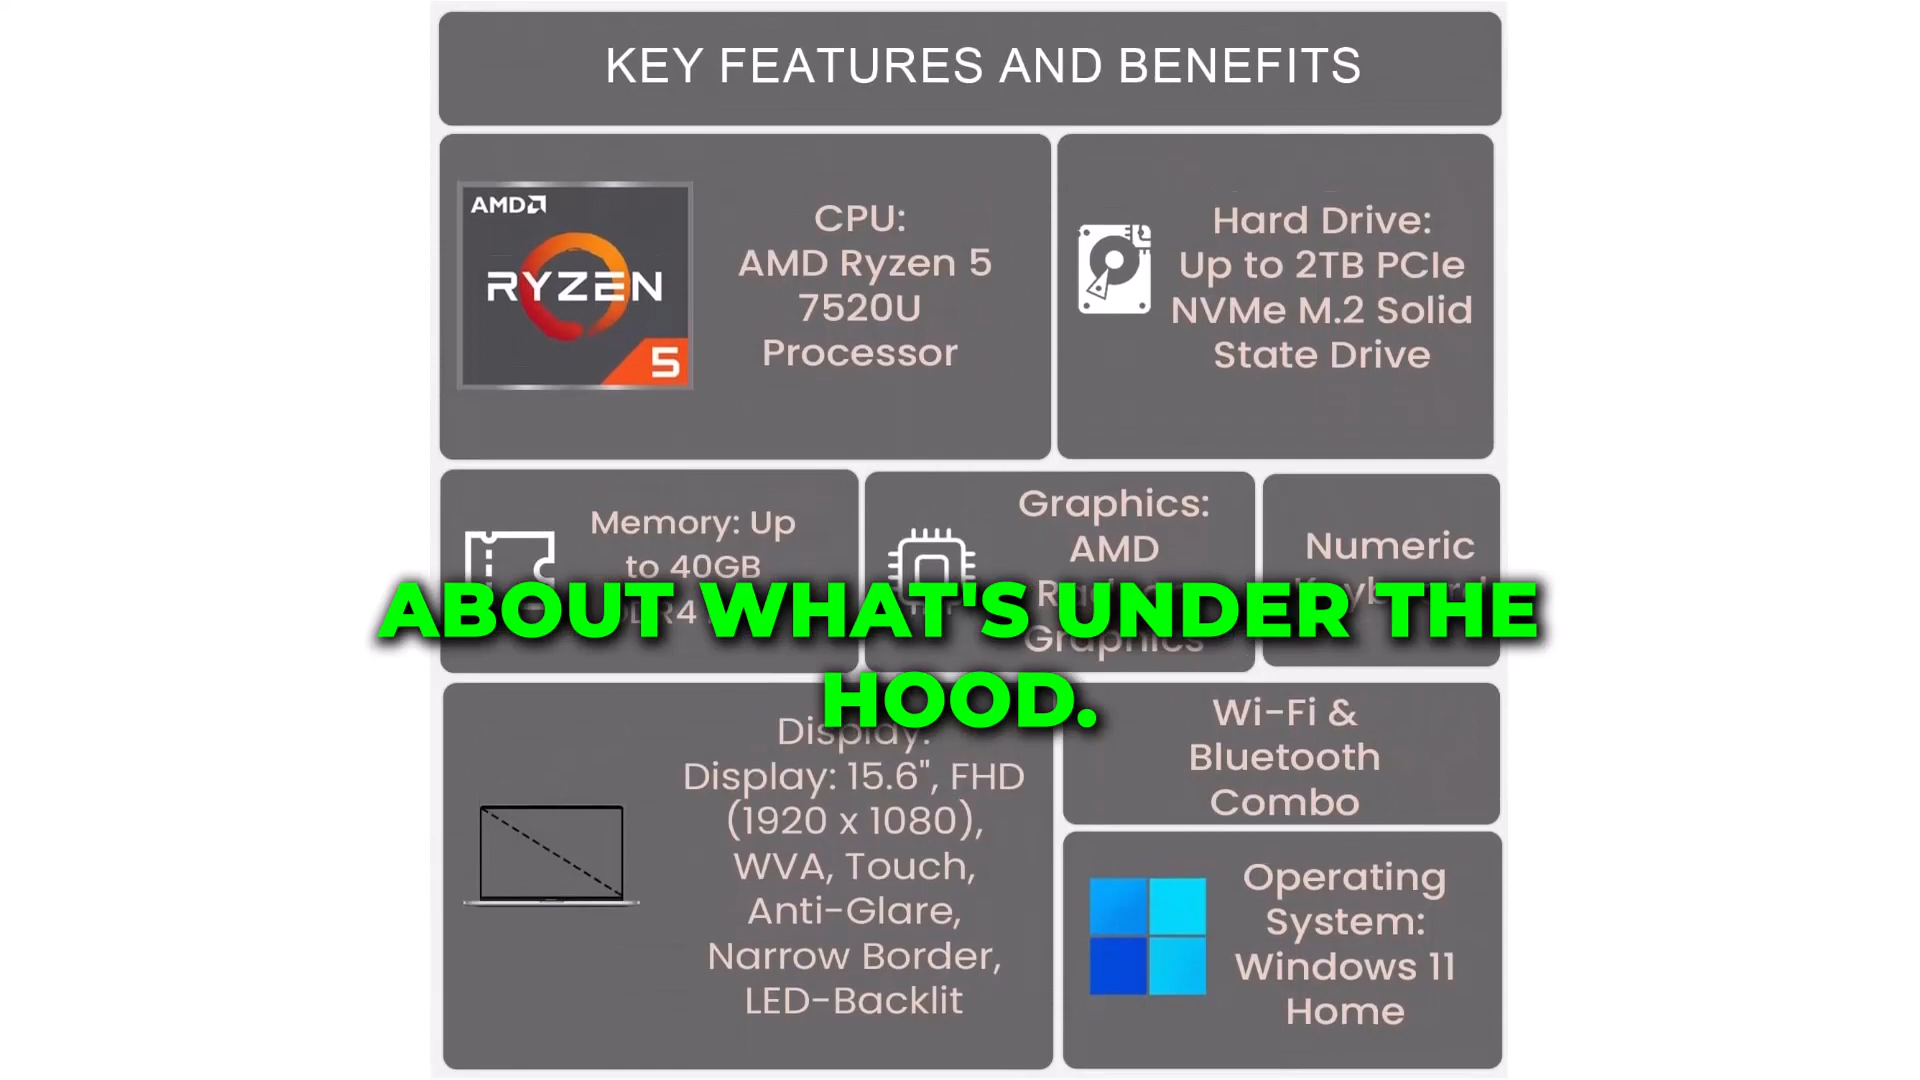 KEY FEATURES AND BENEFITS
AMD
RYZEN
5
CPU:
AMD Ryzen 5
7520U
Processor
Hard Drive:
Up to 2TB PCIe
NVMe M.2 Solid
State Drive
Memory: Up
to 40GB
DDR4
Graphics:
AMD
Graphics
Numeric
ABOUT WHAT'S UNDER THE
HOOD.
Display:
Display: 15.6", FHD
(1920 x 1080),
WVA, Touch,
Anti-Glare,
Narrow Border,
LED-Backlit
Wi-Fi &
Bluetooth
Combo
Operating
System:
Windows 11
Home